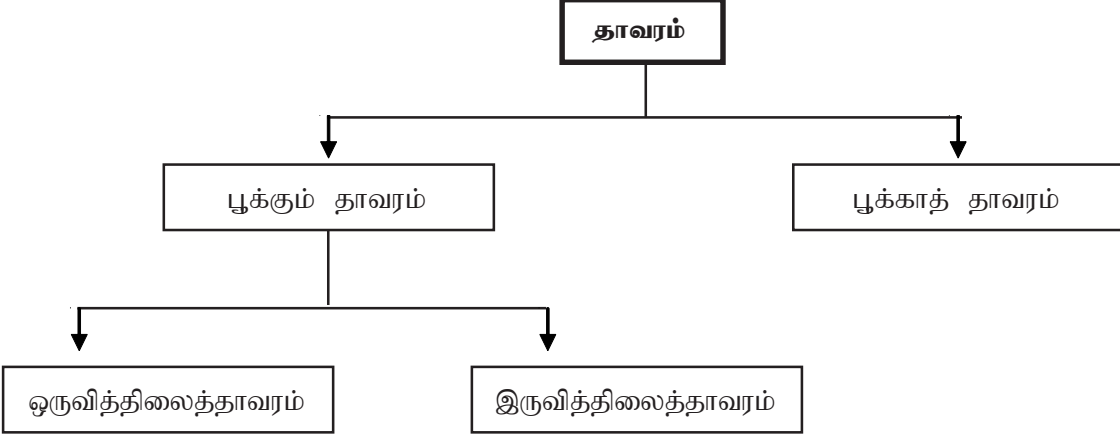 தாவரம்
பூக்கும் தாவரம்
பூக்காத் தாவரம்
ஒருவித்திலைத்தாவரம்
இருவித்திலைத்தாவரம்